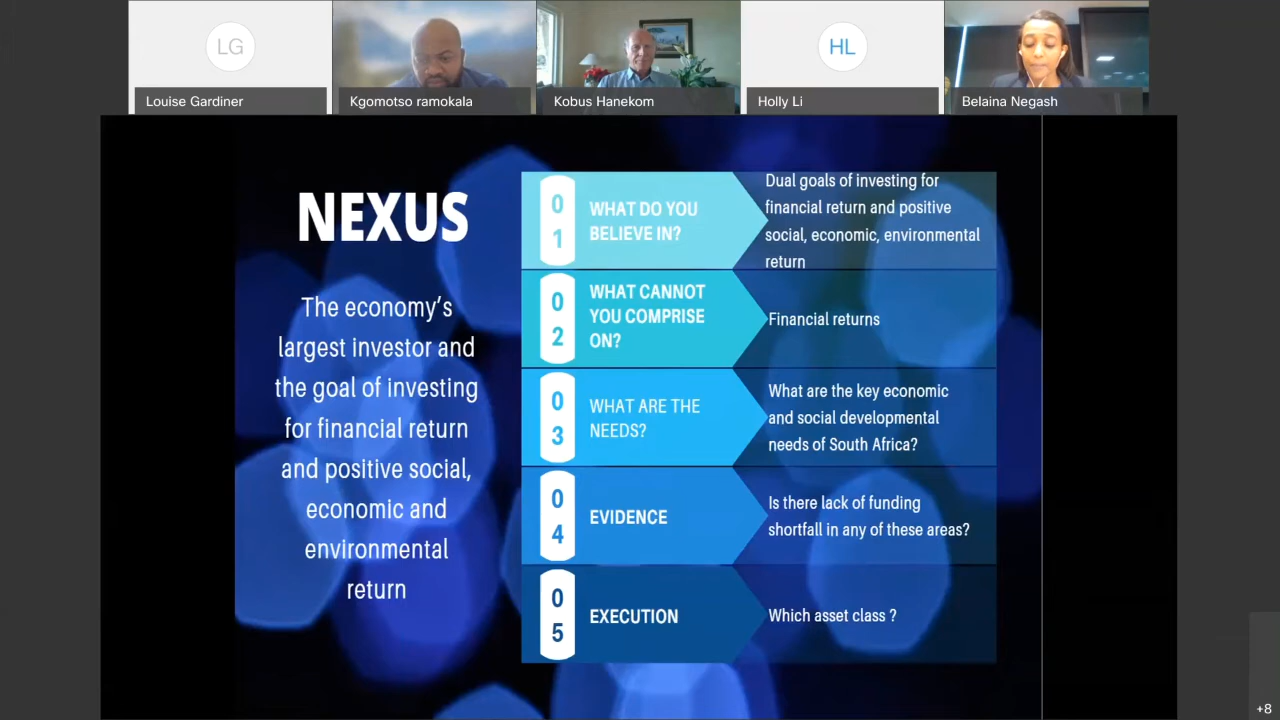 LG
HL
Louise Gardiner
Kgomotso ramokala
Kobus Hanekom
Holly Li
Belaina Negash
NEXUS
The economy's
largest investor and
the goal of investing
for financial return
and positive social,
economic and
environmental
return
01
WHAT DO YOU
BELIEVE IN?
Dual goals of investing for
financial return and positive
social, economic, environmental
return
02
WHAT CANNOT
YOU COMPRISE
ON?
Financial returns
03
WHAT ARE THE
NEEDS?
What are the key economic
and social developmental
needs of South Africa?
04
EVIDENCE
Is there lack of funding
shortfall in any of these areas?
05
EXECUTION
Which asset class ?
+8